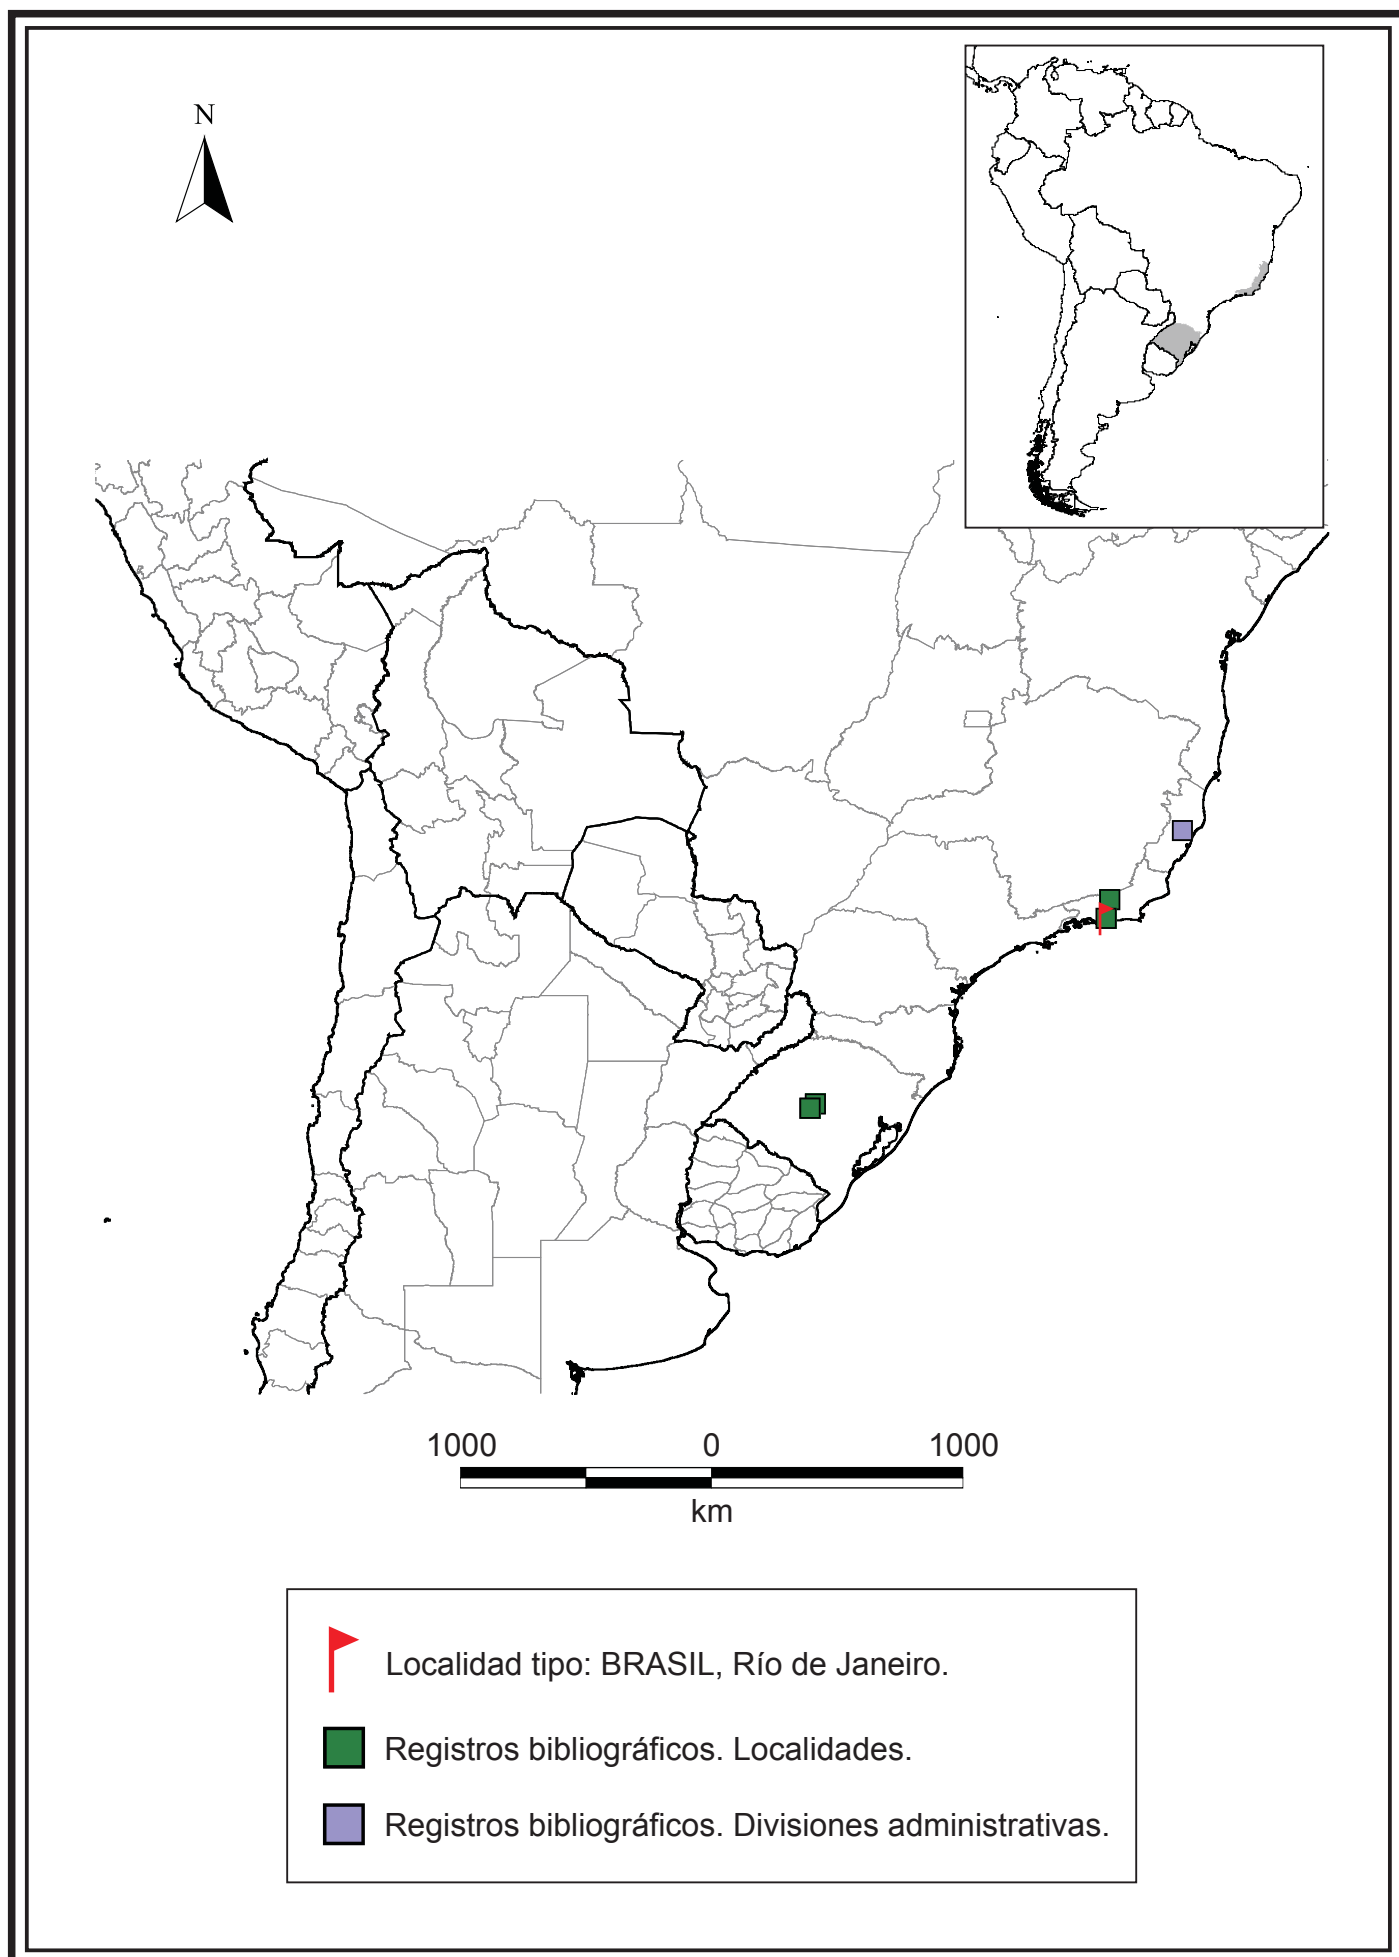 N
1000 0 1000
km
Localidad tipo: BRASIL, Río de Janeiro.
Registros bibliográficos. Localidades.
Registros bibliográficos. Divisiones administrativas.